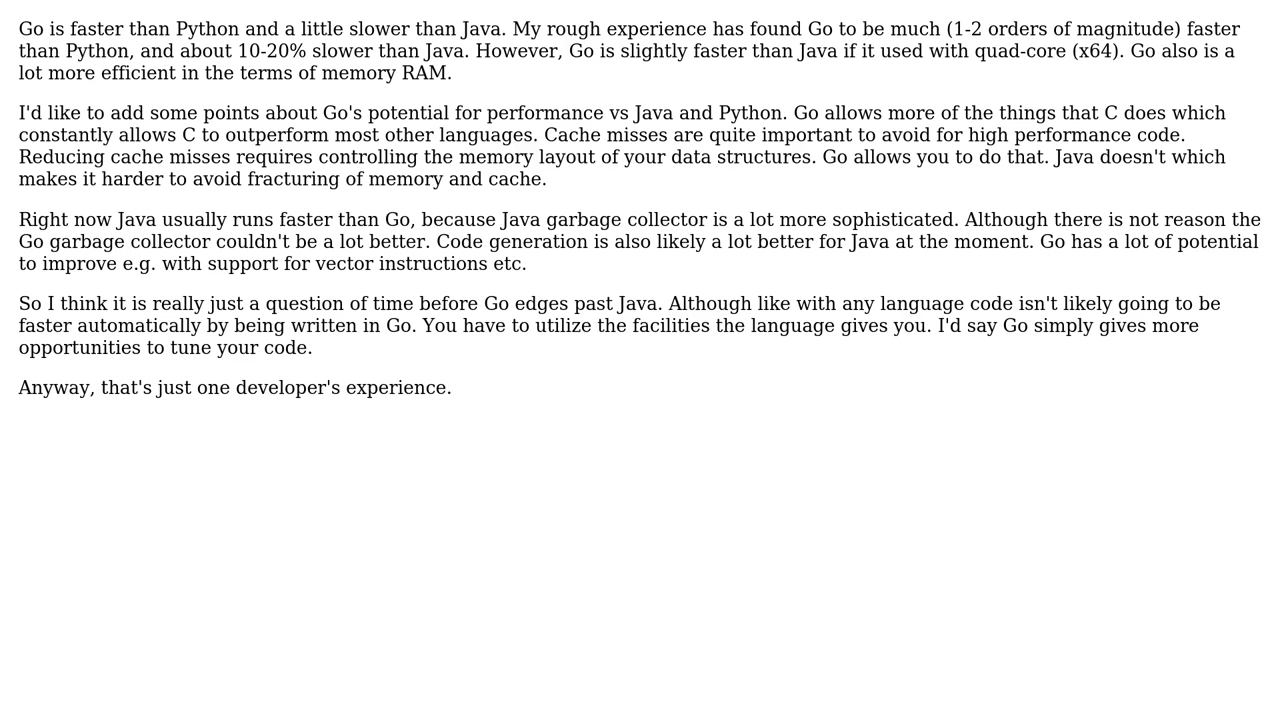 Go is faster than Python and a little slower than Java. My rough experience has found Go to be much (1-2 orders of magnitude) faster
than Python, and about 10-20% slower than Java. However, Go is slightly faster than Java if it used with quad-core (x64). Go also is a
lot more efficient in the terms of memory RAM.
I'd like to add some points about Go's potential for performance vs Java and Python. Go allows more of the things that C does which
constantly allows C to outperform most other languages. Cache misses are quite important to avoid for high performance code.
Reducing cache misses requires controlling the memory layout of your data structures. Go allows you to do that. Java doesn't which
makes it harder to avoid fracturing of memory and cache.
Right now Java usually runs faster than Go, because Java garbage collector is a lot more sophisticated. Although there is not reason the
Go garbage collector couldn't be a lot better. Code generation is also likely a lot better for Java at the moment. Go has a lot of potential
to improve e.g. with support for vector instructions etc.
So I think it is really just a question of time before Go edges past Java. Although like with any language code isn't likely going to be
faster automatically by being written in Go. You have to utilize the facilities the language gives you. I'd say Go simply gives more
opportunities to tune your code.
Anyway, that's just one developer's experience.